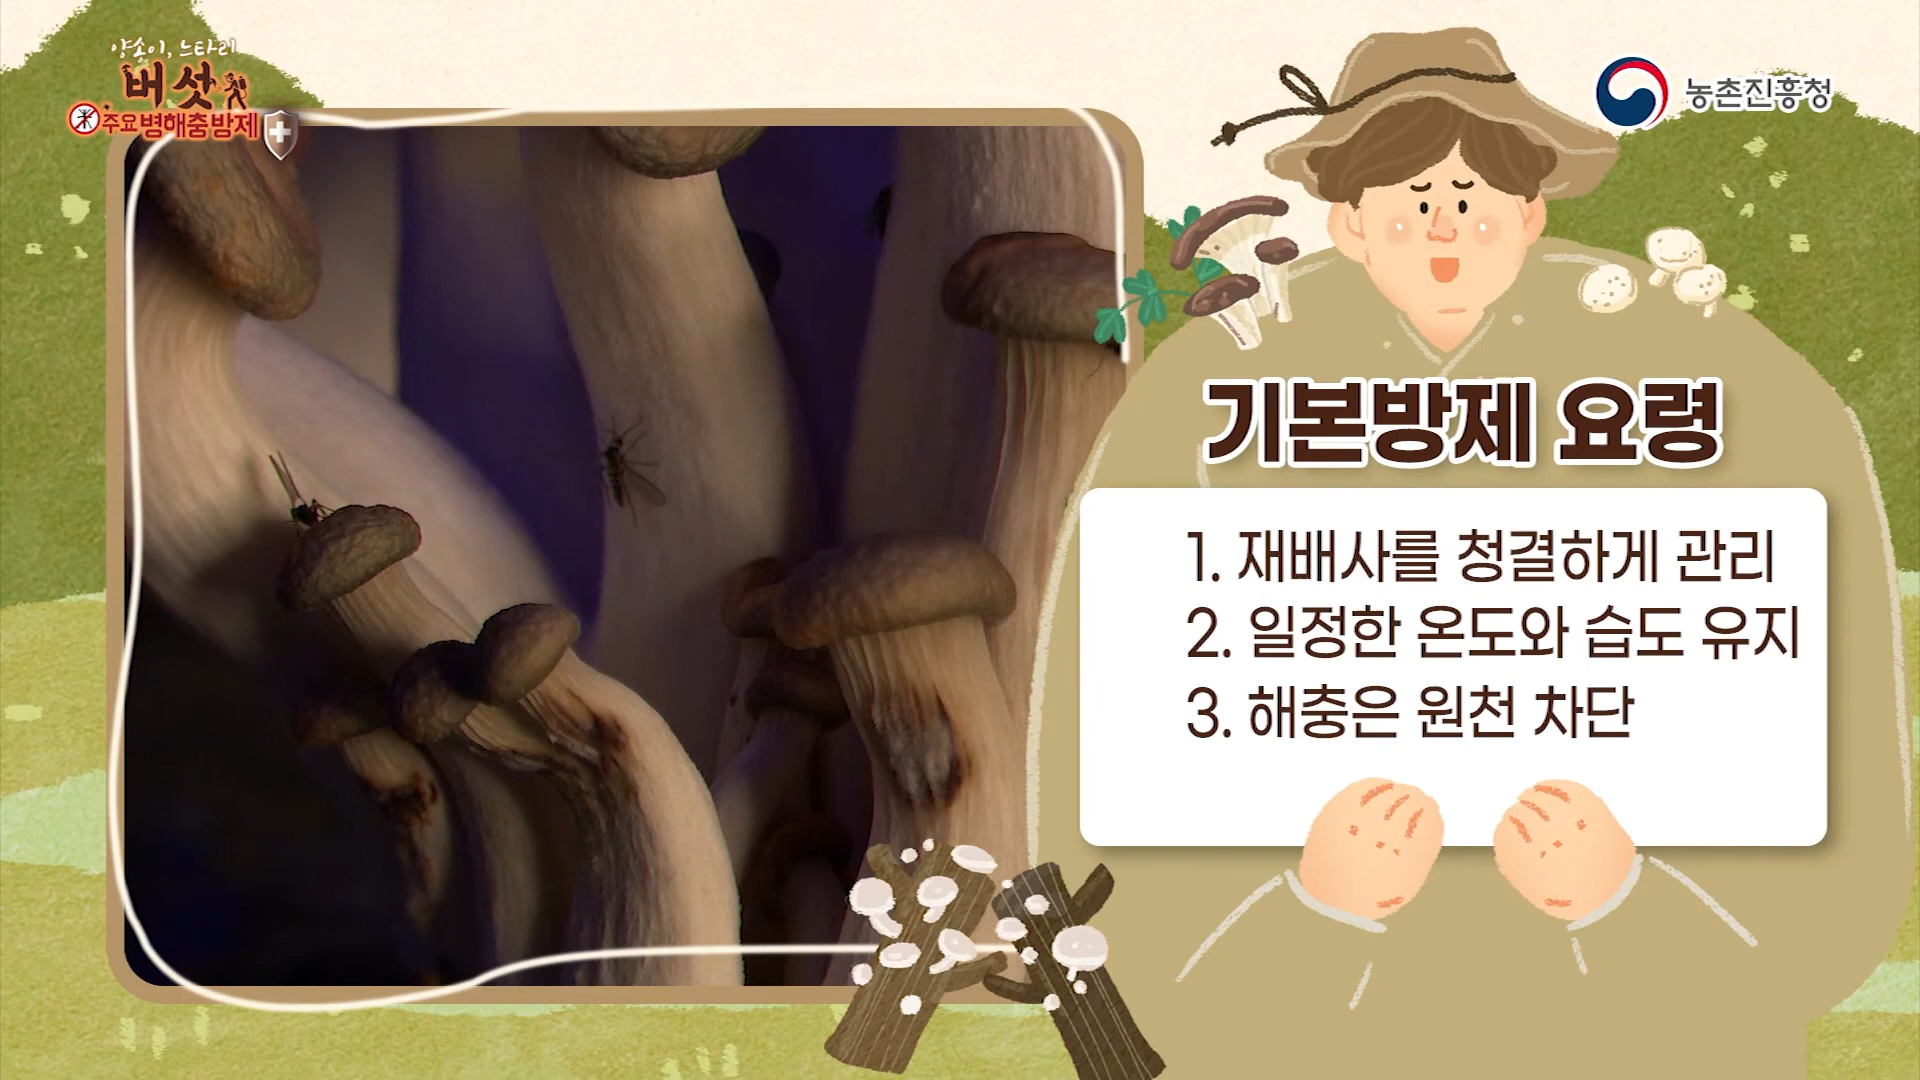 양송이, 느타리
버섯
주요병해충방제
농촌진흥청
기본방제 요령
1. 재배사를 청결하게 관리
2. 일정한 온도와 습도 유지
3. 해충은 원천 차단